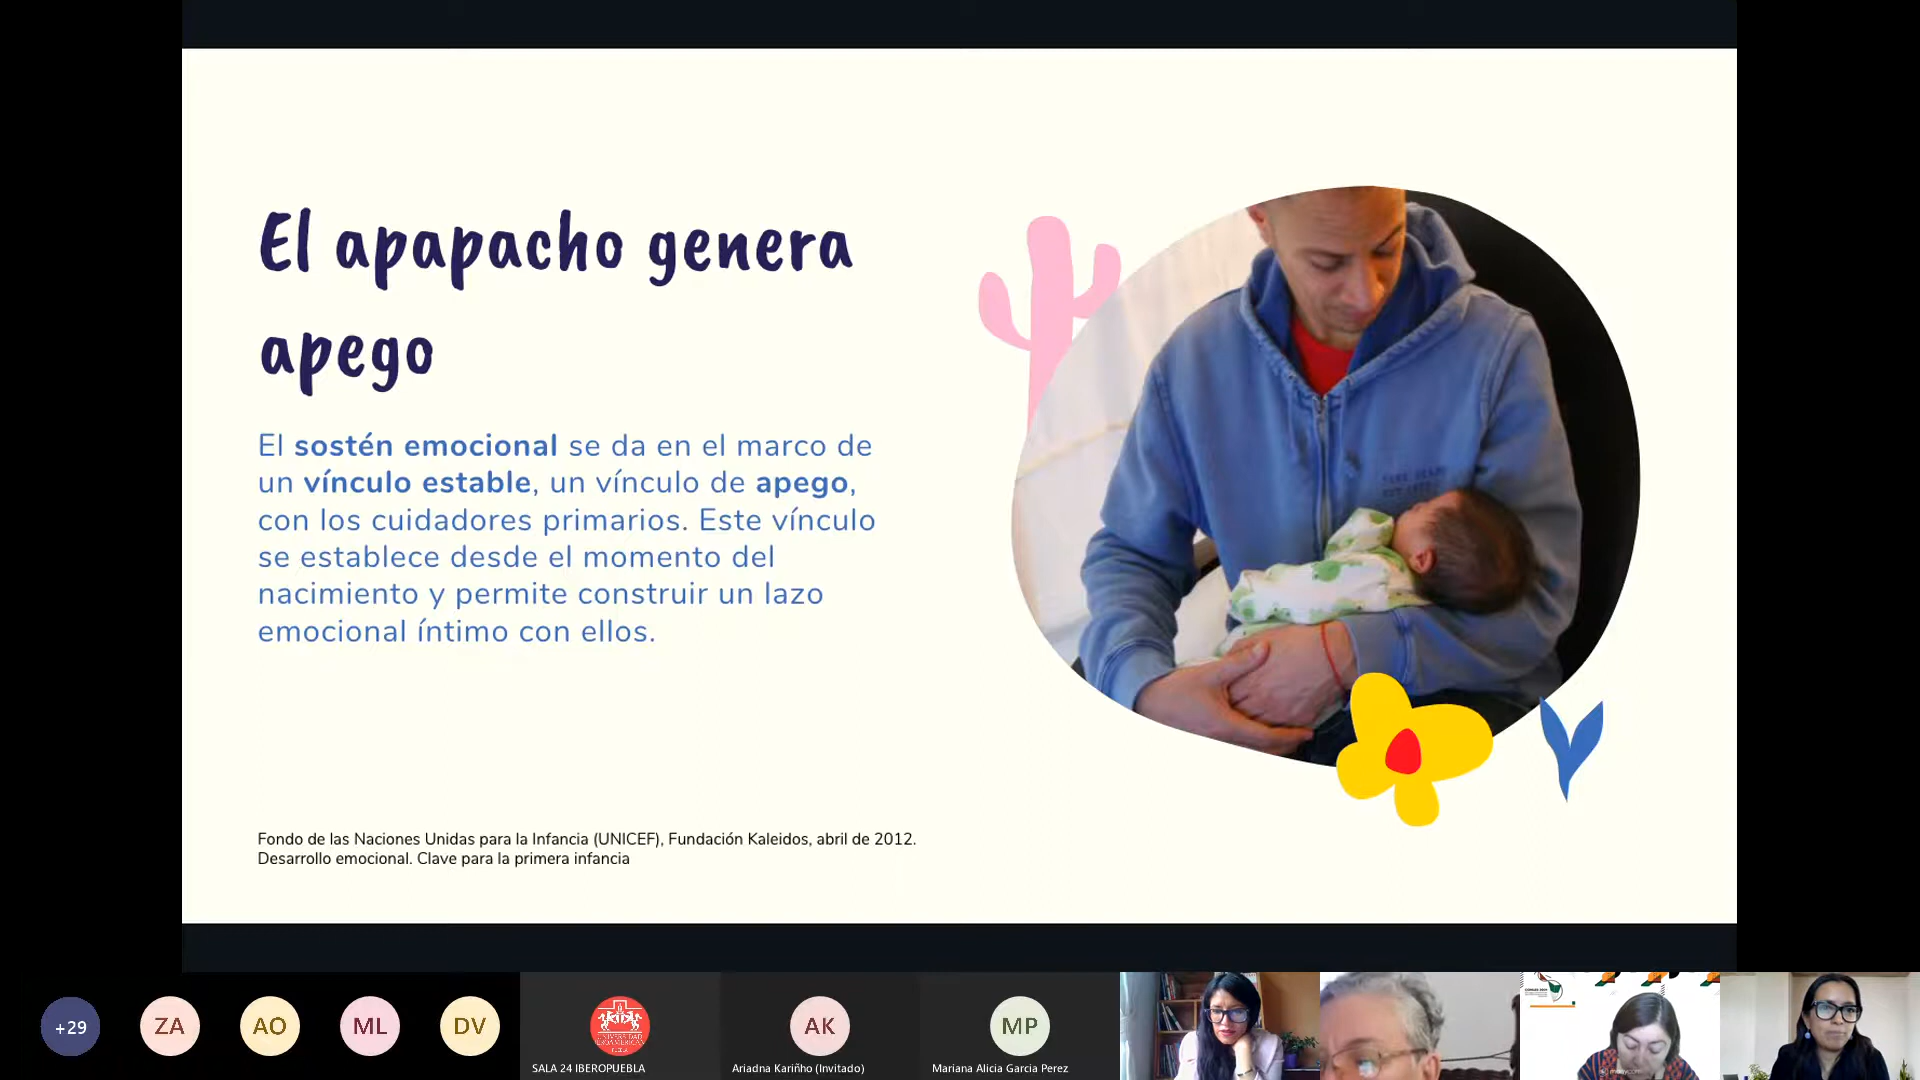 El apapacho genera
apego
El sostén emocional se da en el marco de
un vínculo estable, un vínculo de apego,
con los cuidadores primarios. Este vínculo
se establece desde el momento del
nacimiento y permite construir un lazo
emocional íntimo con ellos.
Fondo de las Naciones Unidas para la Infancia (UNICEF), Fundación Kaleidos, abril de 2012.
Desarrollo emocional. Clave para la primera infancia
+29
ZA
AO
ML
DV
SALA 24 IBEROPUEBLA
AK
Ariadna Kariñho (Invitado)
MP
Mariana Alicia Garcia Perez